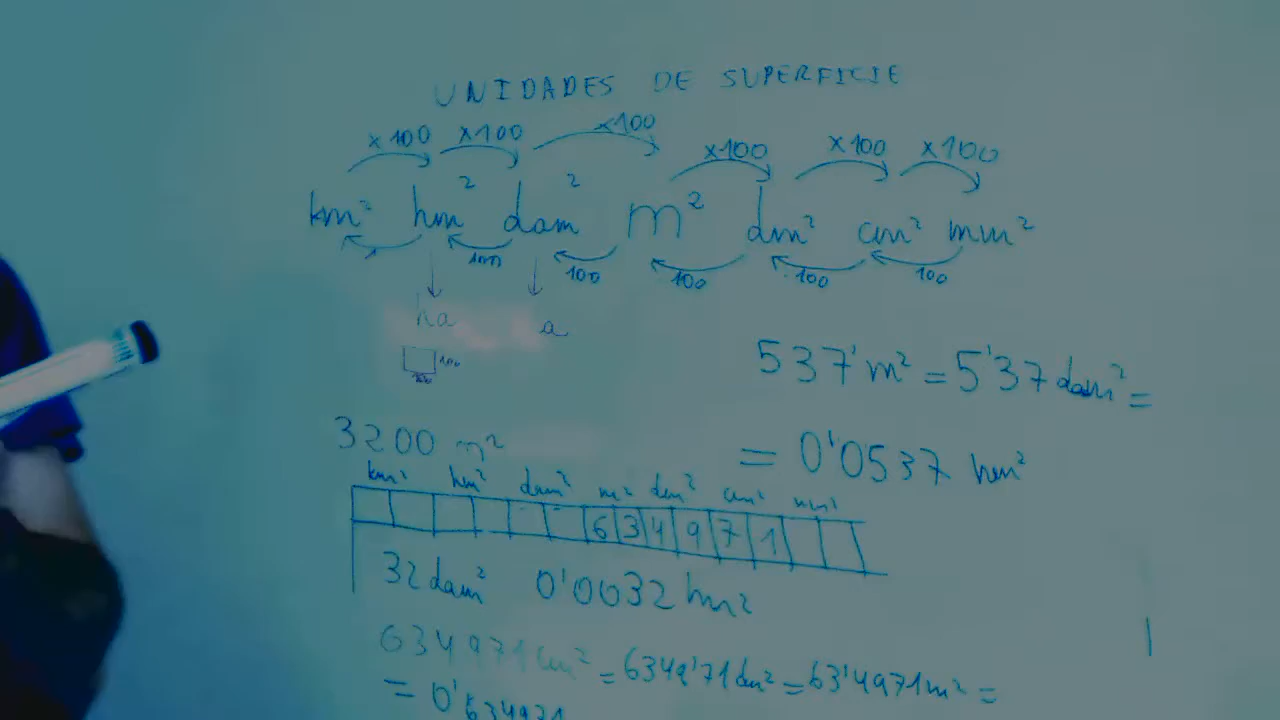 UNIDADES DE SUPERFICIE
x100 x100 x100 x100 x100 x100
km² hm² dam² m² dm² cm² mm²
100 100 100 100 100
ha a
100
100
537' m² = 5'37 dam² =
= 0'0537 hm²
3200 m²
km² hm² dam² m² dm² cm² mm²
6 3 4 9 7 1
32 dam² 0'0032 hm²
634971 cm² = 6349'71 dm² = 63'4971 m² =
= 0'634971